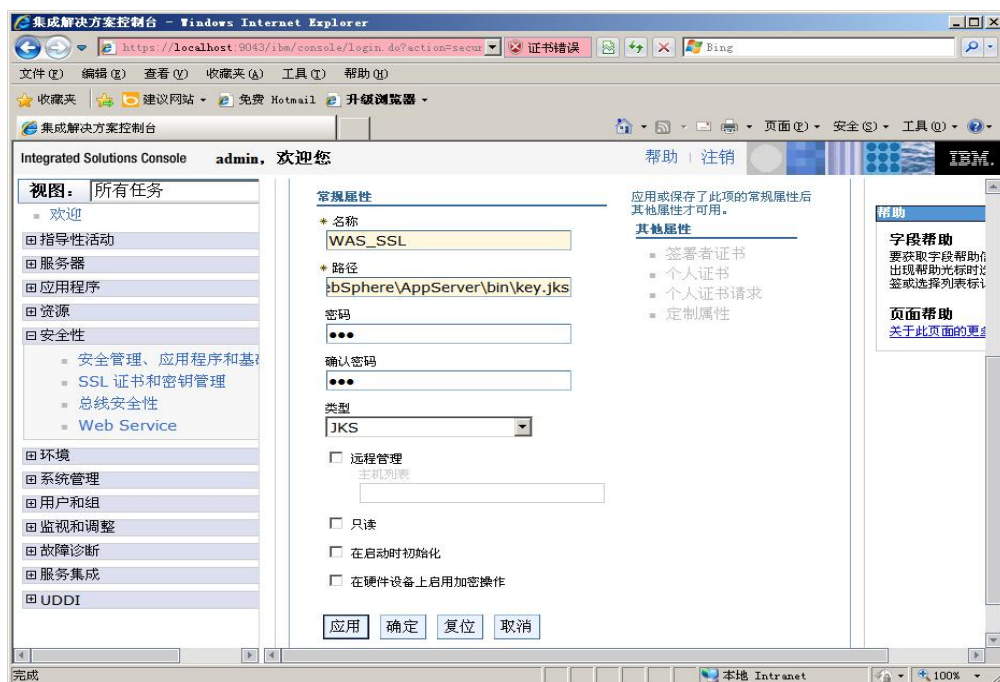 集成解决方案控制台 - Windows Internet Explorer
https://localhost:9043/ibm/console/login.do?action=secur
证书错误
Bing
文件(F) 编辑(E) 查看(V) 收藏夹(A) 工具(T) 帮助(H)
收藏夹 建议网站 免费 Hotmail 升级浏览器
集成解决方案控制台
页面(P) 安全(S) 工具(O)
Integrated Solutions Console admin，欢迎您
帮助 | 注销
IBM.
视图： 所有任务
欢迎
指导性活动
服务器
应用程序
资源
安全性
安全管理、应用程序和基
SSL 证书和密钥管理
总线安全性
Web Service
环境
系统管理
用户和组
监视和调整
故障诊断
服务集成
UDDI
常规属性
* 名称
WAS_SSL
* 路径
ebSphere\AppServer\bin\key.jks
密码
●●●
确认密码
●●●
类型
JKS
远程管理
主机列表
只读
在启动时初始化
在硬件设备上启用加密操作
应用 确定 复位 取消
应用或保存了此项的常规属性后
其他属性才可用。
其他属性
签署者证书
个人证书
个人证书请求
定制属性
帮助
字段帮助
要获取字段帮助
出现帮助光标时
签或选择列表标
页面帮助
关于此页面的更
完成
本地 Intranet
100%